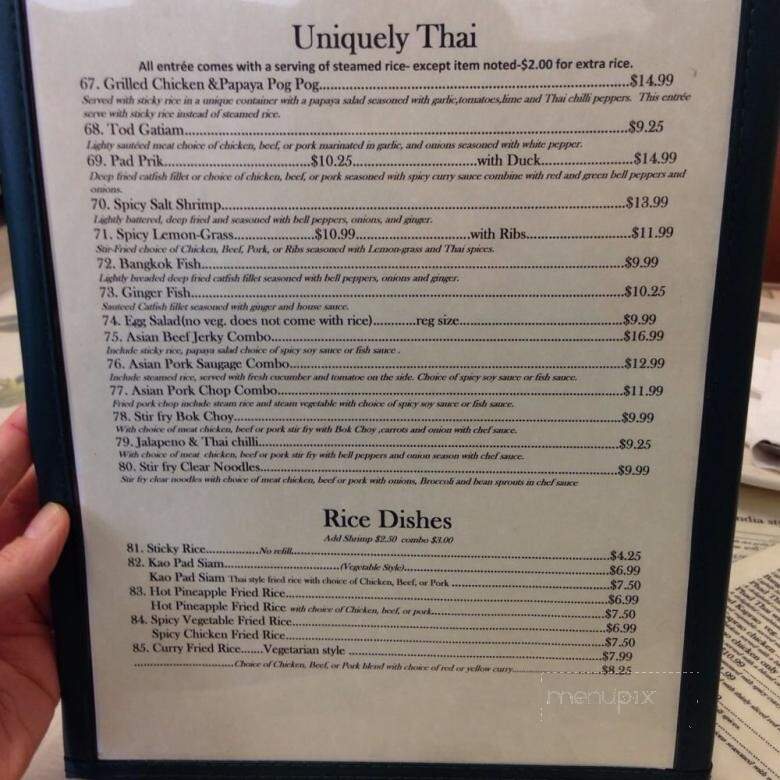 Uniquely Thai
All entrée comes with a serving of steamed rice- except item noted-$2.00 for extra rice.
67. Grilled Chicken &Papaya Pog Pog......$14.99
Served with sticky rice in a unique container with a papaya salad seasoned with garlic,tomatoes,lime and Thai chilli peppers. This entrée
serve with sticky rice instead of steamed rice.
68. Tod Gatiam......$9.25
Lighty sautéed meat choice of chicken, beef, or pork marinated in garlic, and onions seasoned with white pepper.
69. Pad Prik......$10.25......with Duck......$14.99
Deep fried catfish fillet or choice of chicken, beef, or pork seasoned with spicy curry sauce combine with red and green bell peppers and
onions.
70. Spicy Salt Shrimp......$13.99
Lightly battered, deep fried and seasoned with bell peppers, onions, and ginger.
71. Spicy Lemon-Grass......$10.99......with Ribs......$11.99
Stir-Fried choice of Chicken, Beef, Pork, or Ribs seasoned with Lemon-grass and Thai spices.
72. Bangkok Fish......$9.99
Lightly breaded deep fried catfish fillet seasoned with bell peppers, onions and ginger.
73. Ginger Fish......$10.25
Sauteed Catfish fillet seasoned with ginger and house sauce.
74. Egg Salad(no veg. does not come with rice)......reg size......$9.99
75. Asian Beef Jerky Combo......$16.99
Include sticky rice, papaya salad choice of spicy soy sauce or fish sauce .
76. Asian Pork Saugage Combo......$12.99
Include steamed rice, served with fresh cucumber and tomatoe on the side. Choice of spicy soy sauce or fish sauce.
77. Asian Pork Chop Combo......$11.99
Fried pork chop include steam rice and steam vegetable with choice of spicy soy sauce or fish sauce.
78. Stir fry Bok Choy......$9.99
With choice of meat chicken, beef or pork stir fry with Bok Choy ,carrots and onion with chef sauce.
79. Jalapeno & Thai chilli......$9.25
With choice of meat chicken, beef or pork stir fry with bell peppers and onion season with chef sauce.
80. Stir fry Clear Noodles......$9.99
Stir fry clear noodles with choice of meat chicken, beef or pork with onions, Broccoli and bean sprouts in chef sauce
Rice Dishes
Add Shrimp $2.50 combo $3.00
81. Sticky Rice......No refill......$4.25
82. Kao Pad Siam......(Vegetable Style)......$6.99
Kao Pad Siam Thai style fried rice with choice of Chicken, Beef, or Pork ......$7.50
83. Hot Pineapple Fried Rice......$6.99
Hot Pineapple Fried Rice with choice of Chicken, beef, or pork......$7.50
84. Spicy Vegetable Fried Rice......$6.99
Spicy Chicken Fried Rice......$7.50
85. Curry Fried Rice.......Vegetarian style ......$7.99
......Choice of Chicken, Beef, or Pork blend with choice of red or yellow curry......$8.25
menupix